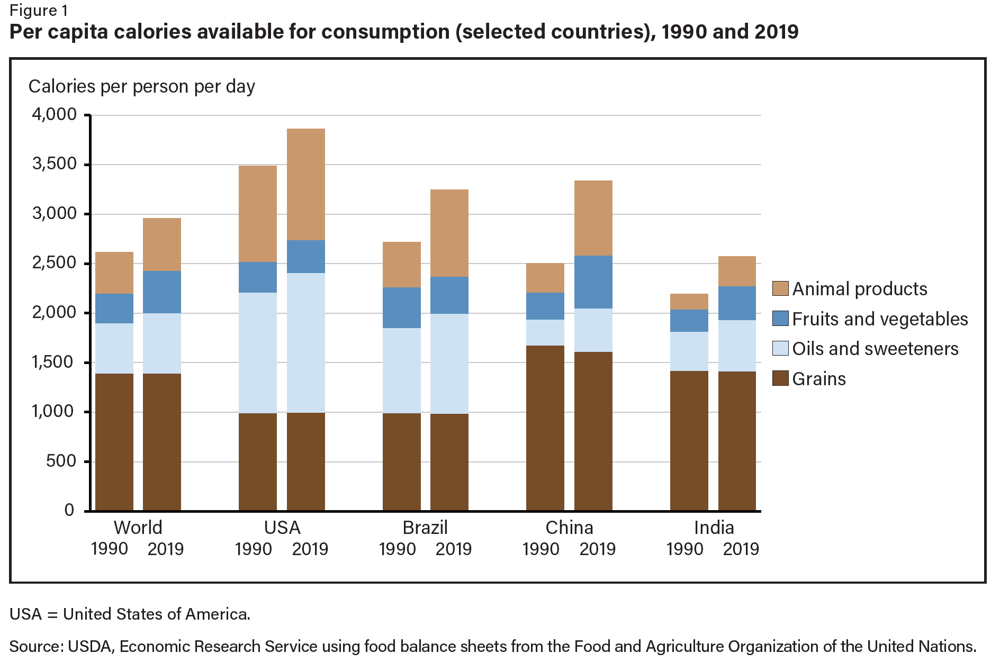 Figure 1
Per capita calories available for consumption (selected countries), 1990 and 2019
Calories per person per day
4,000
3,500
3,000
2,500
2,000
1,500
1,000
500
0
Animal products
Fruits and vegetables
Oils and sweeteners
Grains
World USA Brazil China India
1990 2019 1990 2019 1990 2019 1990 2019 1990 2019
USA = United States of America.
Source: USDA, Economic Research Service using food balance sheets from the Food and Agriculture Organization of the United Nations.